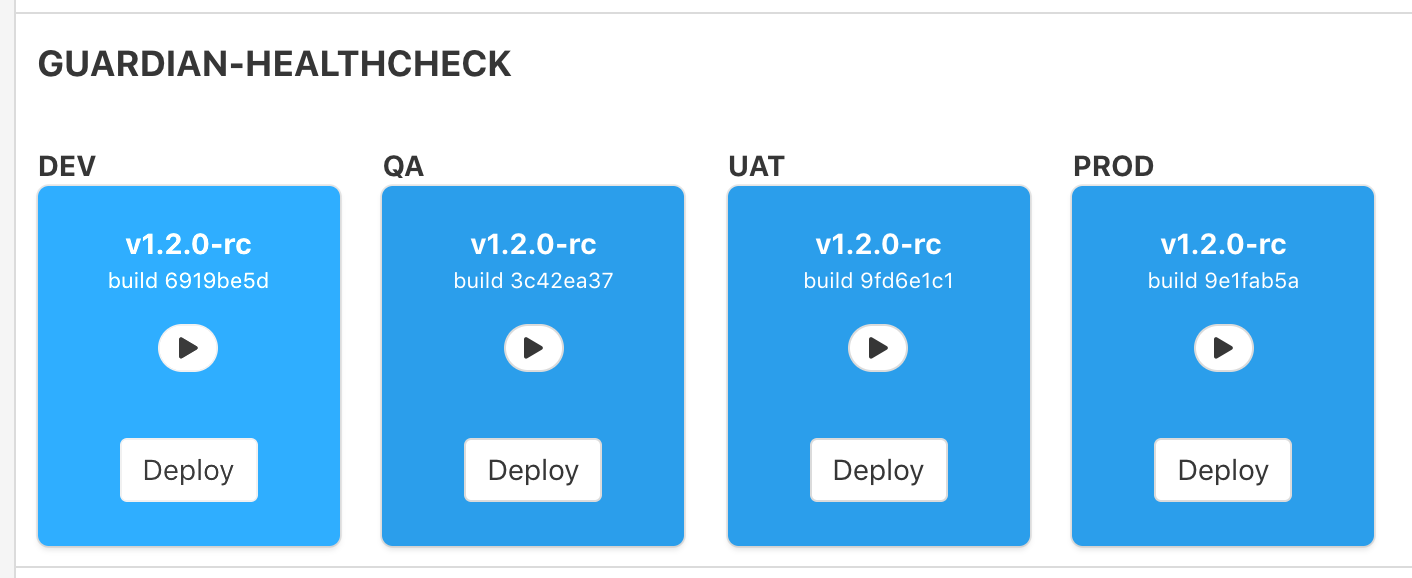 GUARDIAN-HEALTHCHECK
DEV
v1.2.0-rc
build 6919be5d
Deploy
QA
v1.2.0-rc
build 3c42ea37
Deploy
UAT
v1.2.0-rc
build 9fd6e1c1
Deploy
PROD
v1.2.0-rc
build 9e1fab5a
Deploy